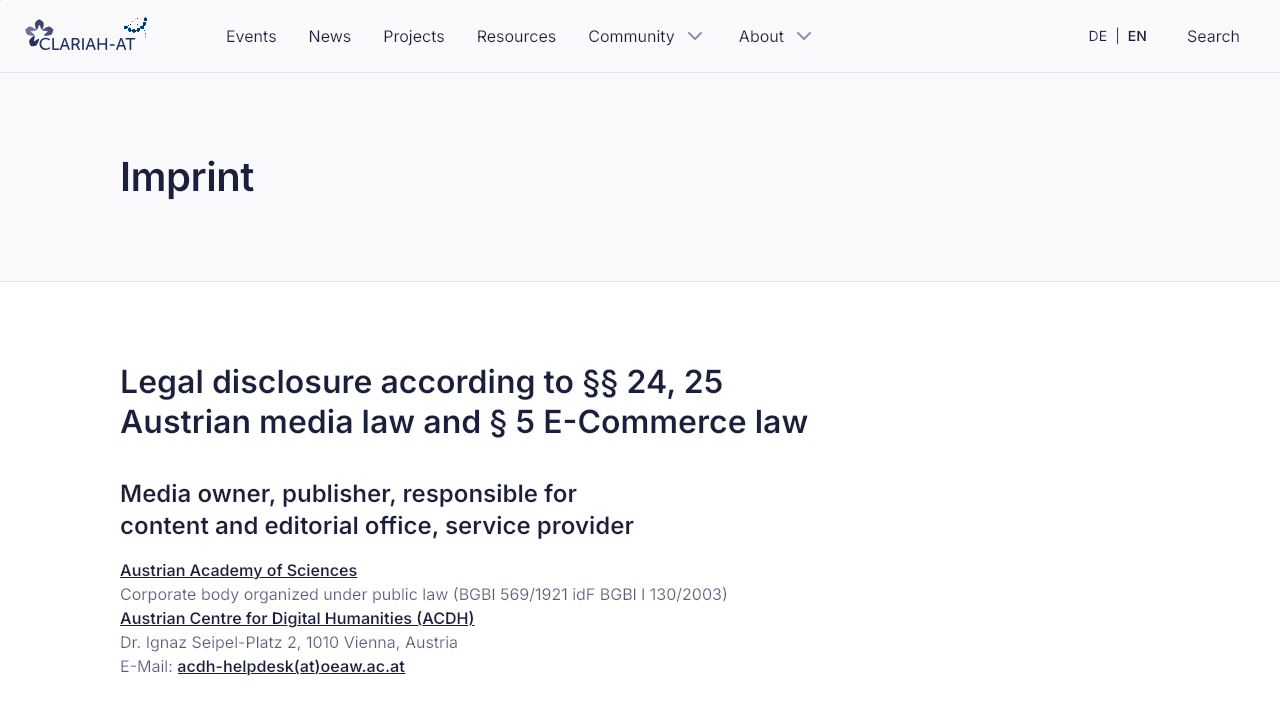 CLARIAH-AT
Events
News
Projects
Resources
Community
About
DE | EN
Search
Imprint
Legal disclosure according to §§ 24, 25
Austrian media law and § 5 E-Commerce law
Media owner, publisher, responsible for
content and editorial office, service provider
Austrian Academy of Sciences
Corporate body organized under public law (BGBl 569/1921 idF BGBl I 130/2003)
Austrian Centre for Digital Humanities (ACDH)
Dr. Ignaz Seipel-Platz 2, 1010 Vienna, Austria
E-Mail: acdh-helpdesk(at)oeaw.ac.at